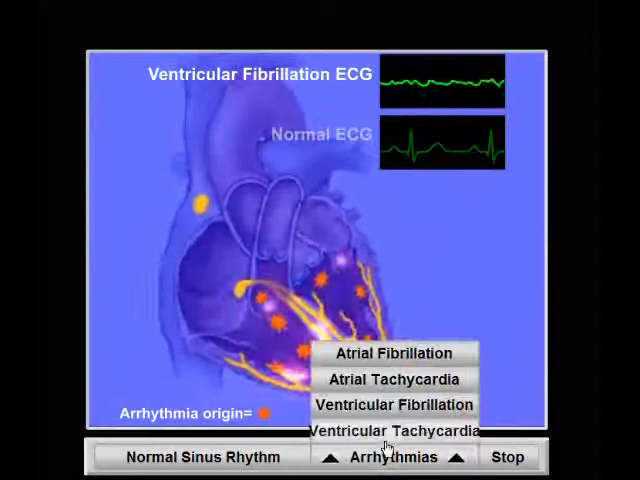 Ventricular Fibrillation ECG
Normal ECG
Atrial Fibrillation
Atrial Tachycardia
Ventricular Fibrillation
Arrhythmia origin=
Ventricular Tachycardia
Normal Sinus Rhythm
Arrhythmias
Stop